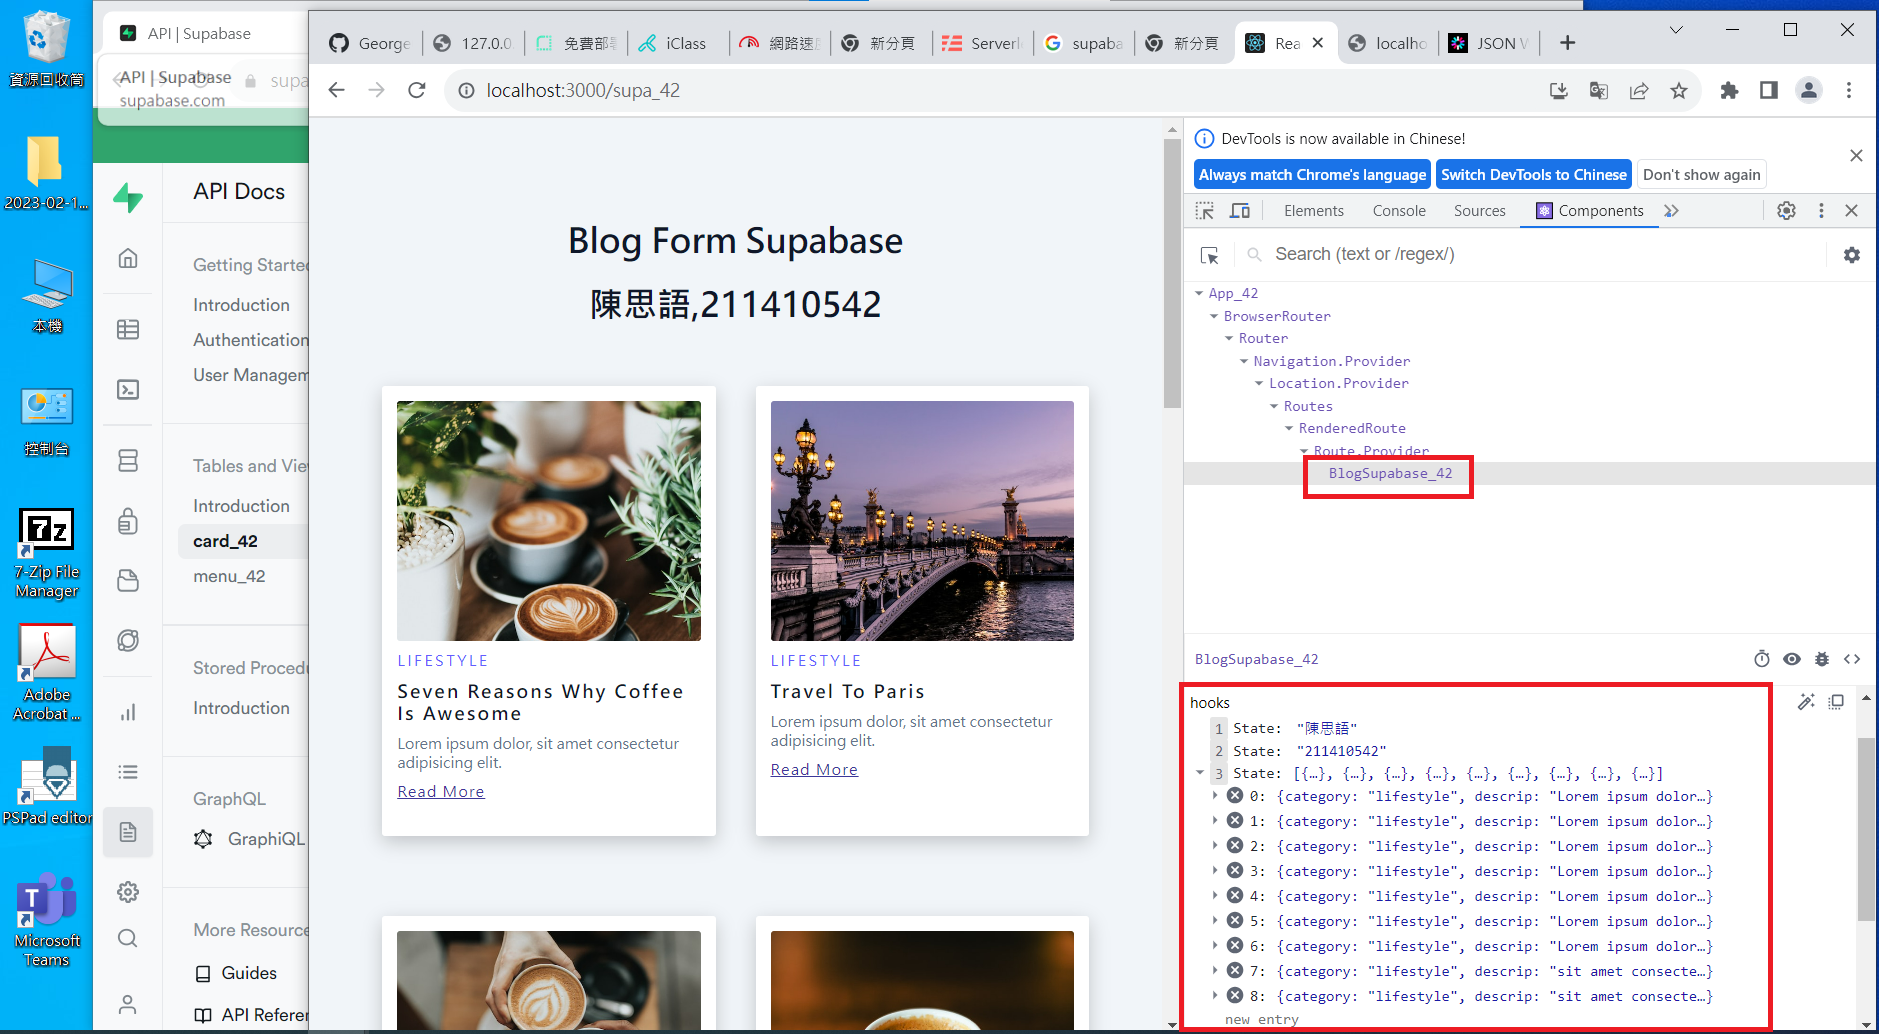 資源回收筒
2023-02-1...
本機
控制台
7-Zip File
Manager
Adobe
Acrobat ...
PSPad editor
Microsoft
Teams
API | Supabase
API | Supabase
supabase.com
supa
API Docs
Getting Started
Introduction
Authentication
User Managem
Tables and Vie
Introduction
card_42
menu_42
Stored Procedu
Introduction
GraphQL
GraphiQL
More Resource
Guides
API Referen
George
127.0.0
免費部
iClass
網路速
新分頁
Serverl
supaba
新分頁
Rea
localho
JSON V
localhost:3000/supa_42
Blog Form Supabase
陳思語,211410542
LIFESTYLE
Seven Reasons Why Coffee
Is Awesome
Lorem ipsum dolor, sit amet consectetur
adipisicing elit.
Read More
LIFESTYLE
Travel To Paris
Lorem ipsum dolor, sit amet consectetur
adipisicing elit.
Read More
DevTools is now available in Chinese!
Always match Chrome's language
Switch DevTools to Chinese
Don't show again
Elements
Console
Sources
Components
Search (text or /regex/)
App_42
BrowserRouter
Router
Navigation.Provider
Location.Provider
Routes
RenderedRoute
Route.Provider
BlogSupabase_42
BlogSupabase_42
hooks
1 State: "陳思語"
2 State: "211410542"
3 State: [{…}, {…}, {…}, {…}, {…}, {…}, {…}, {…}, {…}]
0: {category: "lifestyle", descrip: "Lorem ipsum dolor…}
1: {category: "lifestyle", descrip: "Lorem ipsum dolor…}
2: {category: "lifestyle", descrip: "Lorem ipsum dolor…}
3: {category: "lifestyle", descrip: "Lorem ipsum dolor…}
4: {category: "lifestyle", descrip: "Lorem ipsum dolor…}
5: {category: "lifestyle", descrip: "Lorem ipsum dolor…}
6: {category: "lifestyle", descrip: "Lorem ipsum dolor…}
7: {category: "lifestyle", descrip: "sit amet consecte…}
8: {category: "lifestyle", descrip: "sit amet consecte…}
new entry